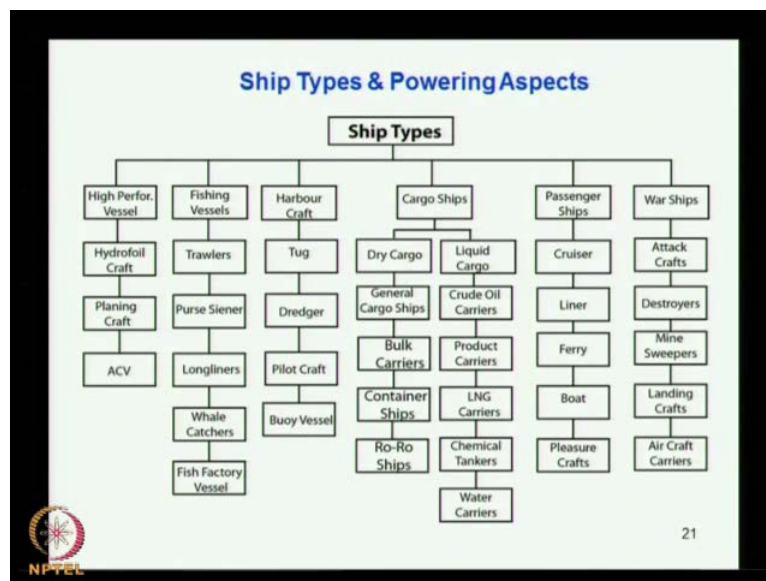 Ship Types & Powering Aspects
Ship Types
High Perfor.
Vessel
Hydrofoil
Craft
Planing
Craft
ACV
Fishing
Vessels
Trawlers
Purse Siener
Longliners
Whale
Catchers
Fish Factory
Vessel
Harbour
Craft
Tug
Dredger
Pilot Craft
Buoy Vessel
Cargo Ships
Dry Cargo
General
Cargo Ships
Bulk
Carriers
Container
Ships
Ro-Ro
Ships
Liquid
Cargo
Crude Oil
Carriers
Product
Carriers
LNG
Carriers
Chemical
Tankers
Water
Carriers
Passenger
Ships
Cruiser
Liner
Ferry
Boat
Pleasure
Crafts
War Ships
Attack
Crafts
Destroyers
Mine
Sweepers
Landing
Crafts
Air Craft
Carriers
21
NPTEL